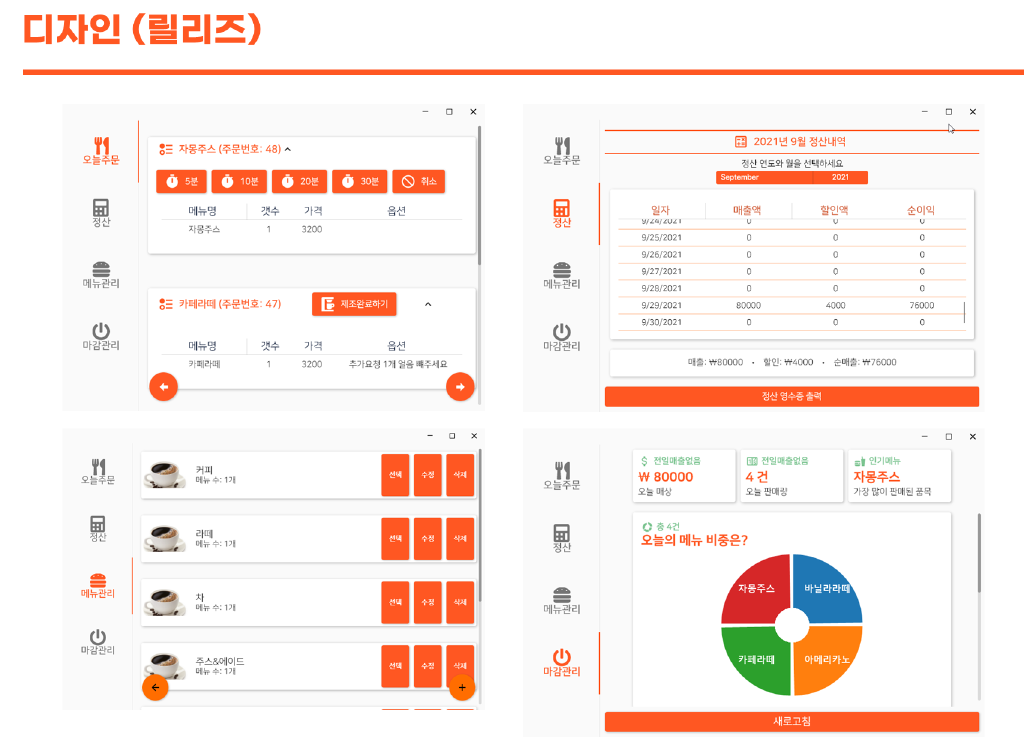 디자인 (릴리즈)
오늘주문
정산
메뉴관리
마감관리
자몽주스 (주문번호: 48)
5분 10분 20분 30분 취소
메뉴명 갯수 가격 옵션
자몽주스 1 3200
카페라떼 (주문번호: 47) 제조완료하기
메뉴명 갯수 가격 옵션
카페라떼 1 3200 추가요청 1개 얼음 빼주세요
오늘주문
정산
메뉴관리
마감관리
2021년 9월 정산내역
정산 연도와 월을 선택하세요
September 2021
일자 매출액 할인액 순이익
9/24/2021 0 0 0
9/25/2021 0 0 0
9/26/2021 0 0 0
9/27/2021 0 0 0
9/28/2021 0 0 0
9/29/2021 80000 4000 76000
9/30/2021 0 0 0
매출: ₩80000 • 할인: ₩4000 • 순매출: ₩76000
정산 영수증 출력
오늘주문
정산
메뉴관리
마감관리
커피
메뉴 수: 1개
선택 수정 삭제
라떼
메뉴 수: 1개
선택 수정 삭제
차
메뉴 수: 1개
선택 수정 삭제
주스&에이드
메뉴 수: 1개
선택 수정 삭제
오늘주문
정산
메뉴관리
마감관리
전일매출없음
₩ 80000
오늘 매상
전일매출없음
4 건
오늘 판매량
인기메뉴
자몽주스
가장 많이 판매된 품목
총 4건
오늘의 메뉴 비중은?
자몽주스 바닐라라떼
카페라떼 아메리카노
새로고침